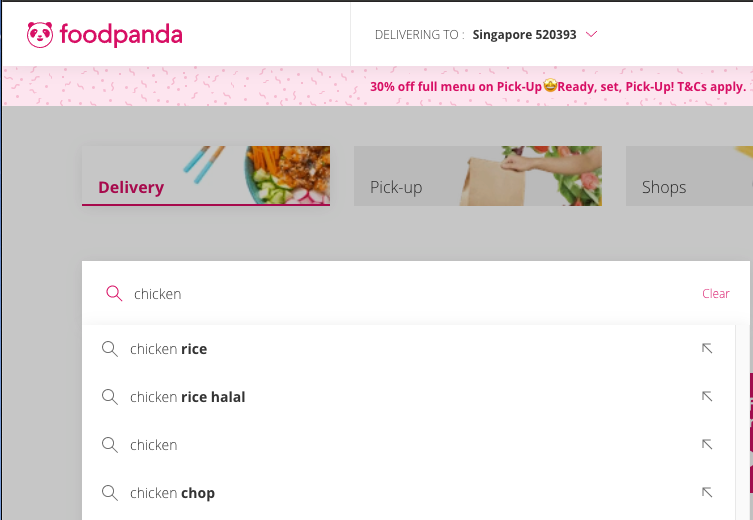 foodpanda
DELIVERING TO : Singapore 520393
30% off full menu on Pick-Up🤩Ready, set, Pick-Up! T&Cs apply.
Delivery
Pick-up
Shops
chicken
Clear
chicken rice
chicken rice halal
chicken
chicken chop